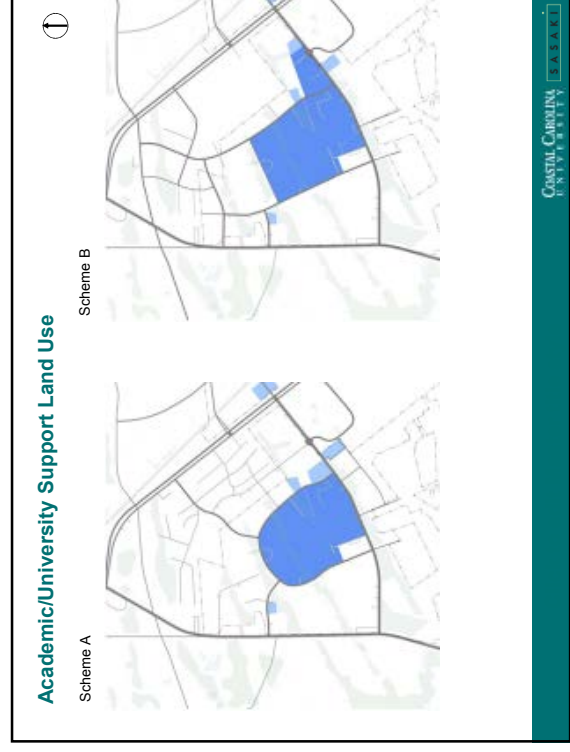 Academic/University Support Land Use
Scheme A
Scheme B
COASTAL CAROLINA
UNIVERSITY
SASAKI